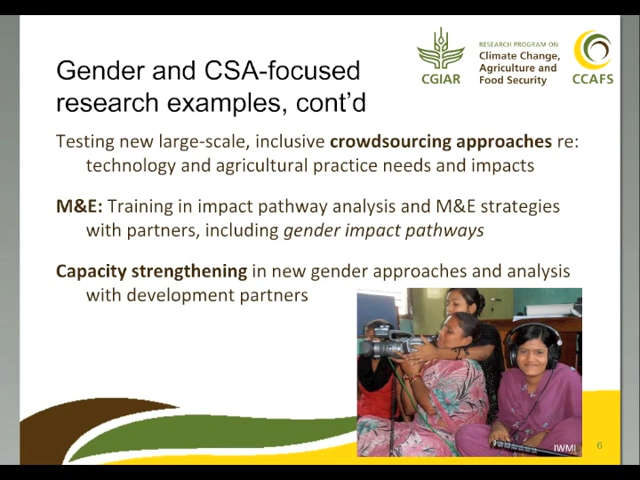 Gender and CSA-focused
research examples, cont’d
CGIAR
RESEARCH PROGRAM ON
Climate Change,
Agriculture and
Food Security
CCAFS
Testing new large-scale, inclusive crowdsourcing approaches re:
technology and agricultural practice needs and impacts
M&E: Training in impact pathway analysis and M&E strategies
with partners, including gender impact pathways
Capacity strengthening in new gender approaches and analysis
with development partners
IWMI
6